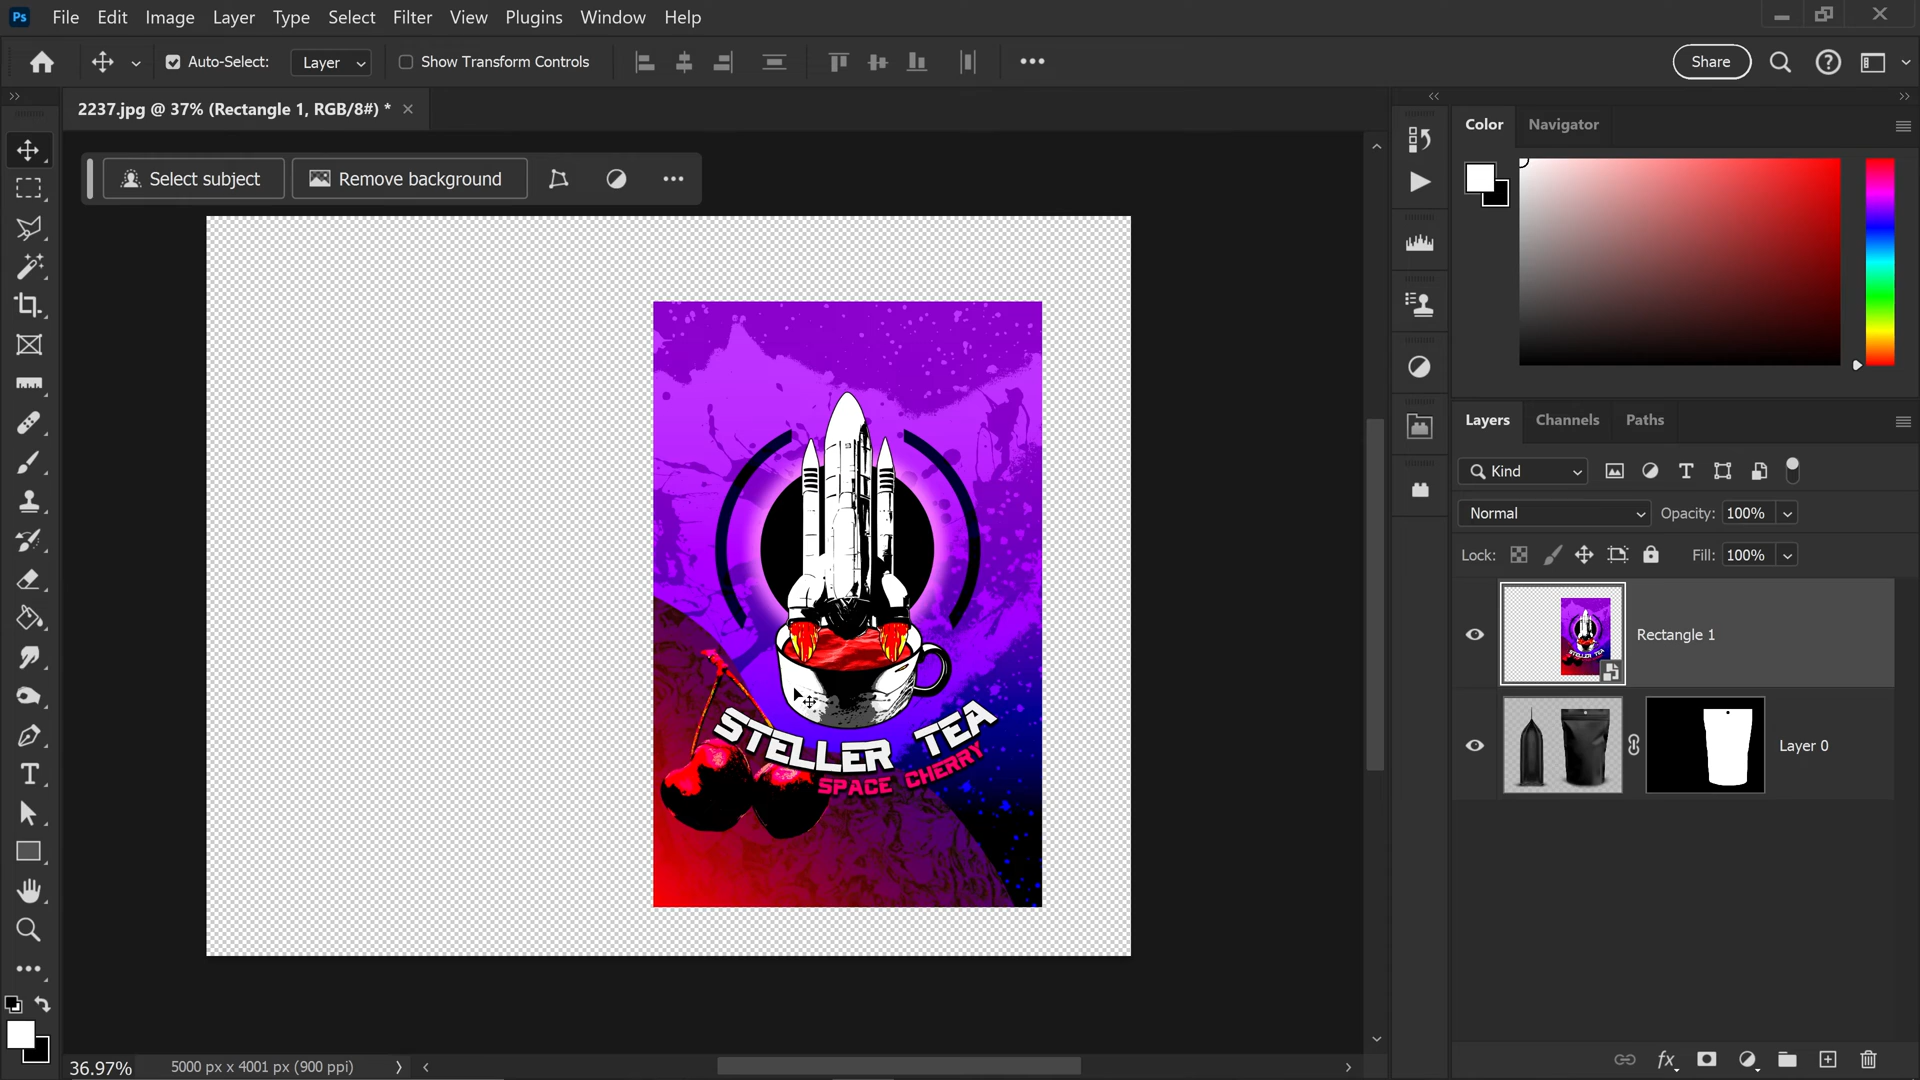 Ps File Edit Image Layer Type Select Filter View Plugins Window Help
Auto-Select: Layer Show Transform Controls Share
2237.jpg @ 37% (Rectangle 1, RGB/8#) *
Select subject Remove background
STELLER TEA
SPACE CHERRY
36.97% 5000 px x 4001 px (900 ppi)
Color Navigator
Layers Channels Paths
Kind
Normal Opacity: 100%
Lock: Fill: 100%
Rectangle 1
Layer 0
fx